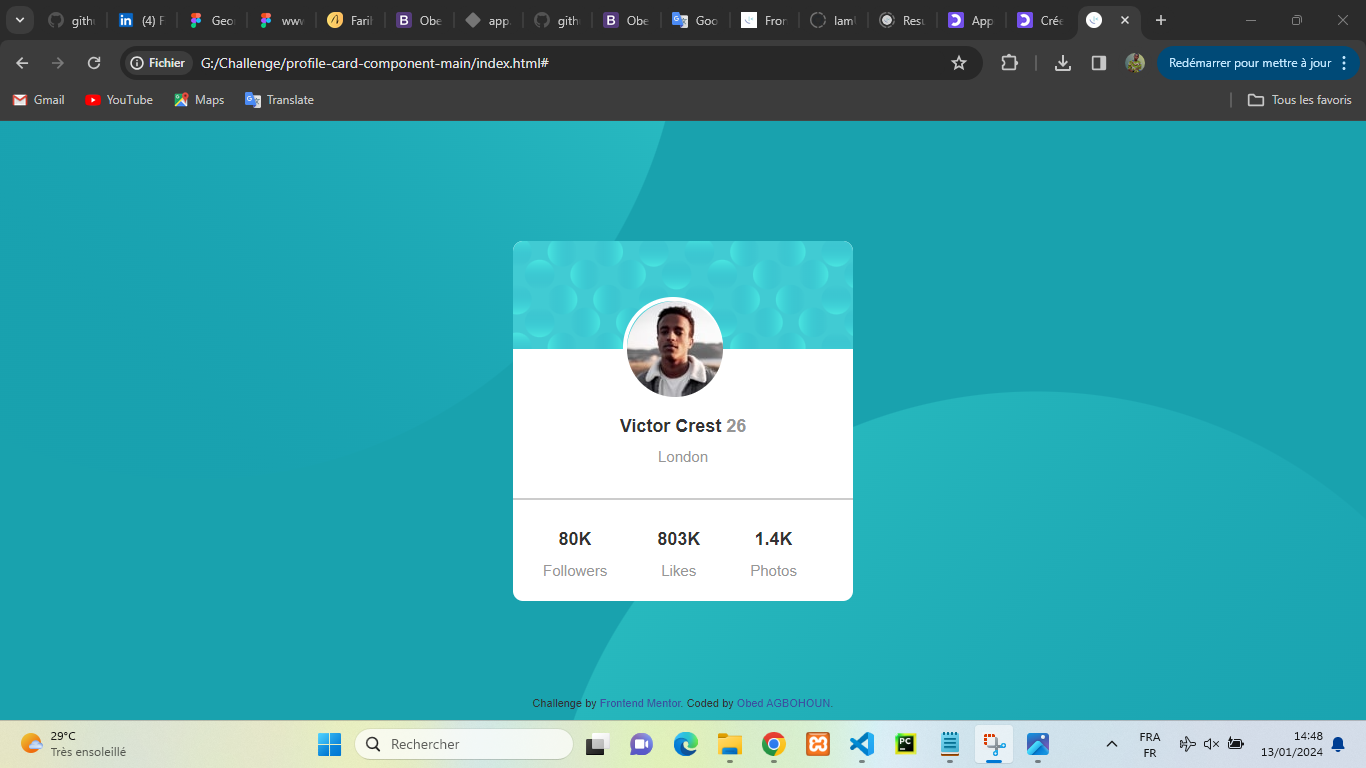 gith (4) F Geo www Farih Obe app. gith Obe Goo Fron lam Resu App Crée
Fichier G:/Challenge/profile-card-component-main/index.html# Redémarrer pour mettre à jour
Gmail YouTube Maps Translate Tous les favoris
Victor Crest 26
London
80K 803K 1.4K
Followers Likes Photos
Challenge by Frontend Mentor. Coded by Obed AGBOHOUN.
29°C
Très ensoleillé
Rechercher
FRA
FR
14:48
13/01/2024